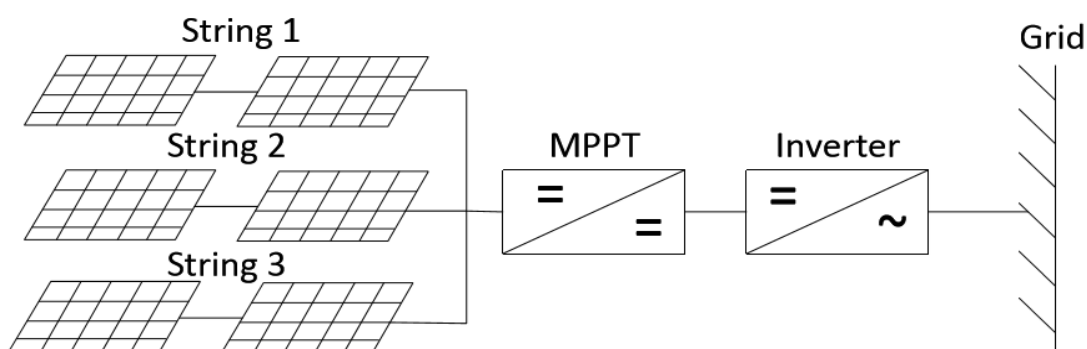 String 1
Grid
String 2
MPPT
Inverter
=
=
=
~
String 3